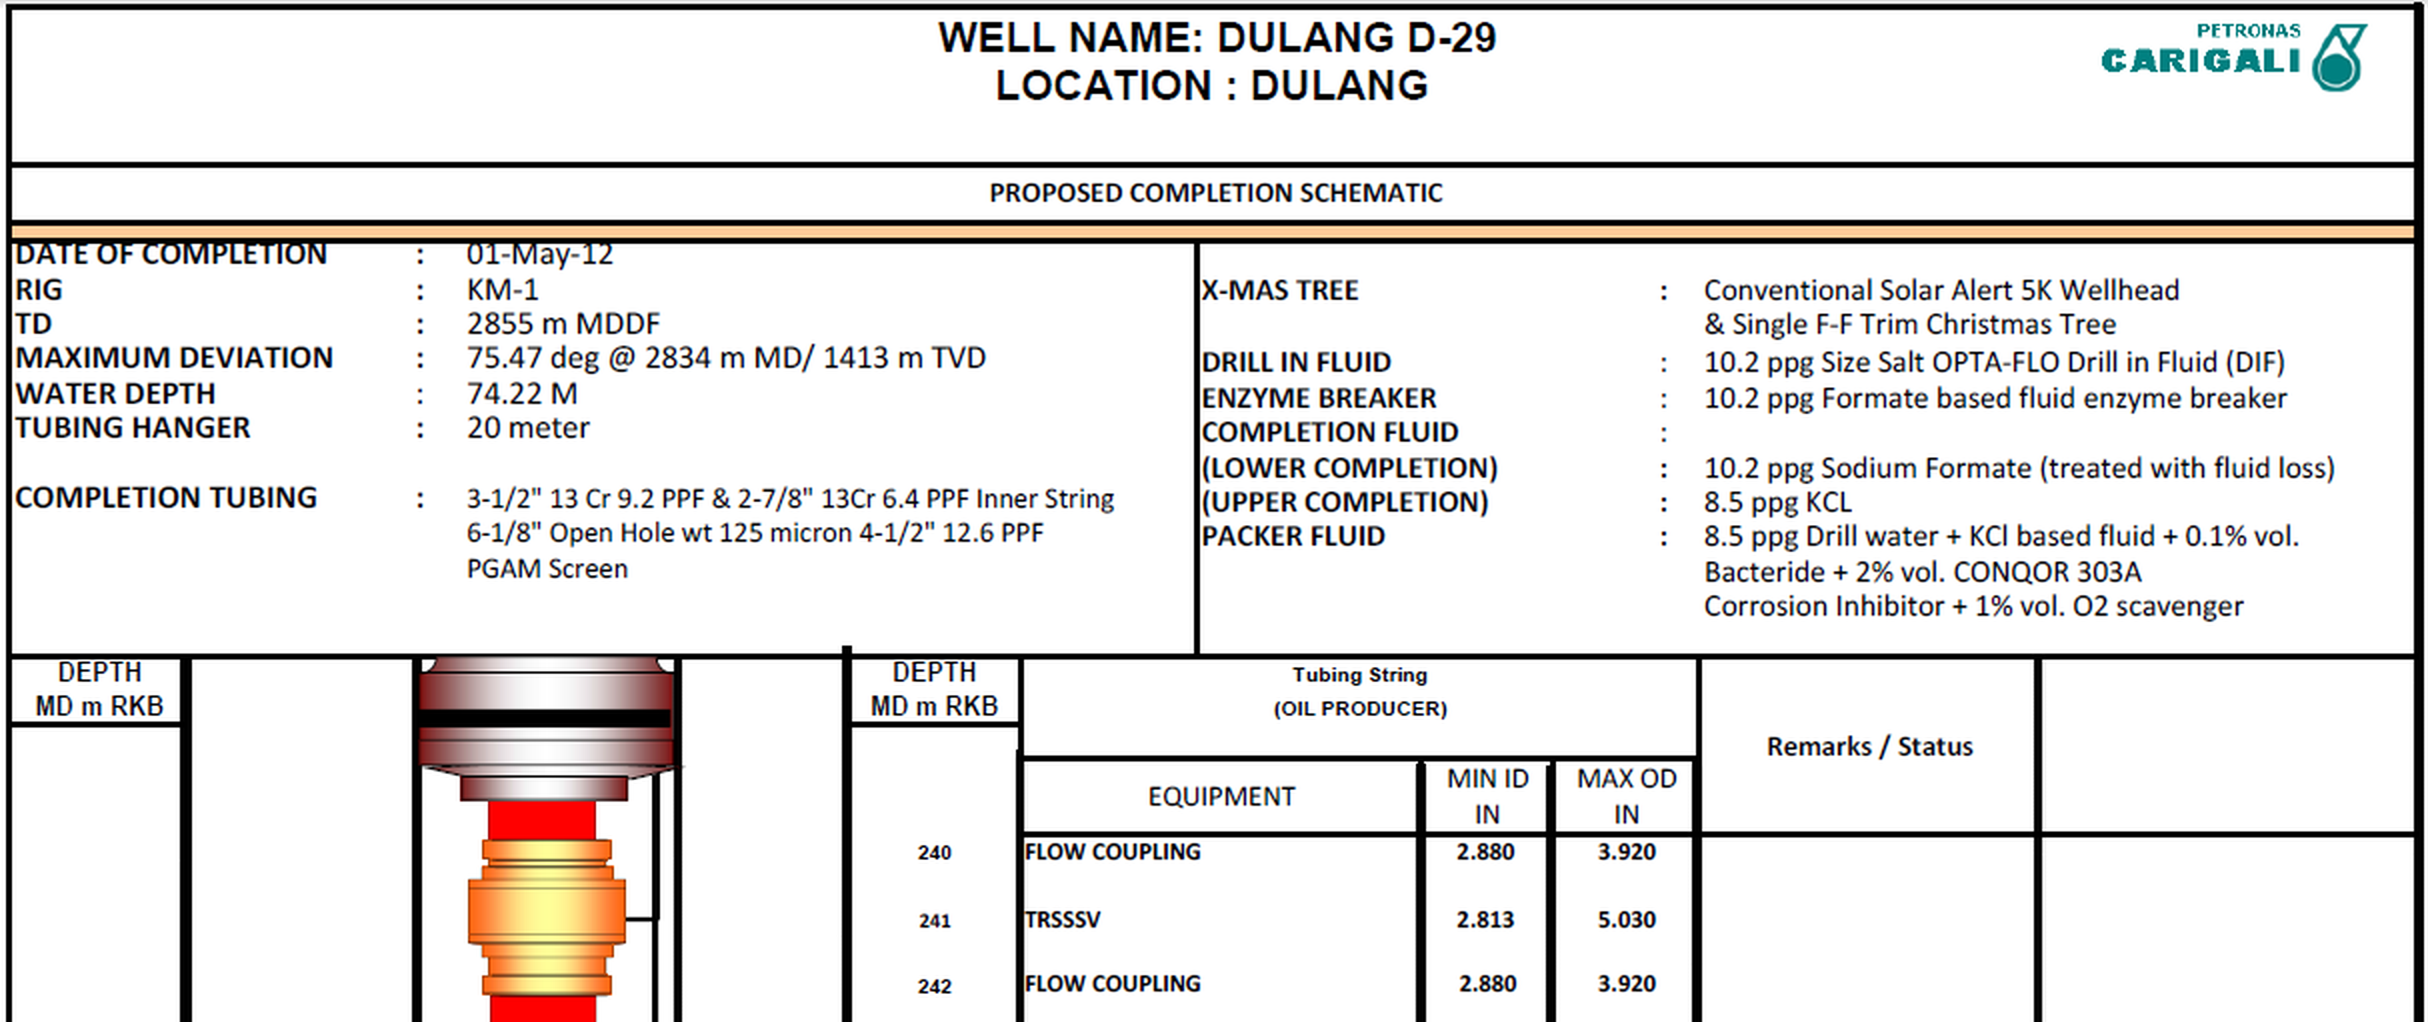 WELL NAME: DULANG D-29
LOCATION : DULANG
PETRONAS
CARIGALI
PROPOSED COMPLETION SCHEMATIC
DATE OF COMPLETION : 01-May-12
RIG : KM-1
TD : 2855 m MDDF
MAXIMUM DEVIATION : 75.47 deg @ 2834 m MD/ 1413 m TVD
WATER DEPTH : 74.22 M
TUBING HANGER : 20 meter
COMPLETION TUBING : 3-1/2" 13 Cr 9.2 PPF & 2-7/8" 13Cr 6.4 PPF Inner String
6-1/8" Open Hole wt 125 micron 4-1/2" 12.6 PPF
PGAM Screen
X-MAS TREE : Conventional Solar Alert 5K Wellhead
& Single F-F Trim Christmas Tree
DRILL IN FLUID : 10.2 ppg Size Salt OPTA-FLO Drill in Fluid (DIF)
ENZYME BREAKER : 10.2 ppg Formate based fluid enzyme breaker
COMPLETION FLUID :
(LOWER COMPLETION) : 10.2 ppg Sodium Formate (treated with fluid loss)
(UPPER COMPLETION) : 8.5 ppg KCL
PACKER FLUID : 8.5 ppg Drill water + KCl based fluid + 0.1% vol.
Bacteride + 2% vol. CONQOR 303A
Corrosion Inhibitor + 1% vol. O2 scavenger
DEPTH
MD m RKB
DEPTH
MD m RKB
Tubing String
(OIL PRODUCER)
Remarks / Status
EQUIPMENT
MIN ID
IN
MAX OD
IN
240 FLOW COUPLING 2.880 3.920
241 TRSSSV 2.813 5.030
242 FLOW COUPLING 2.880 3.920